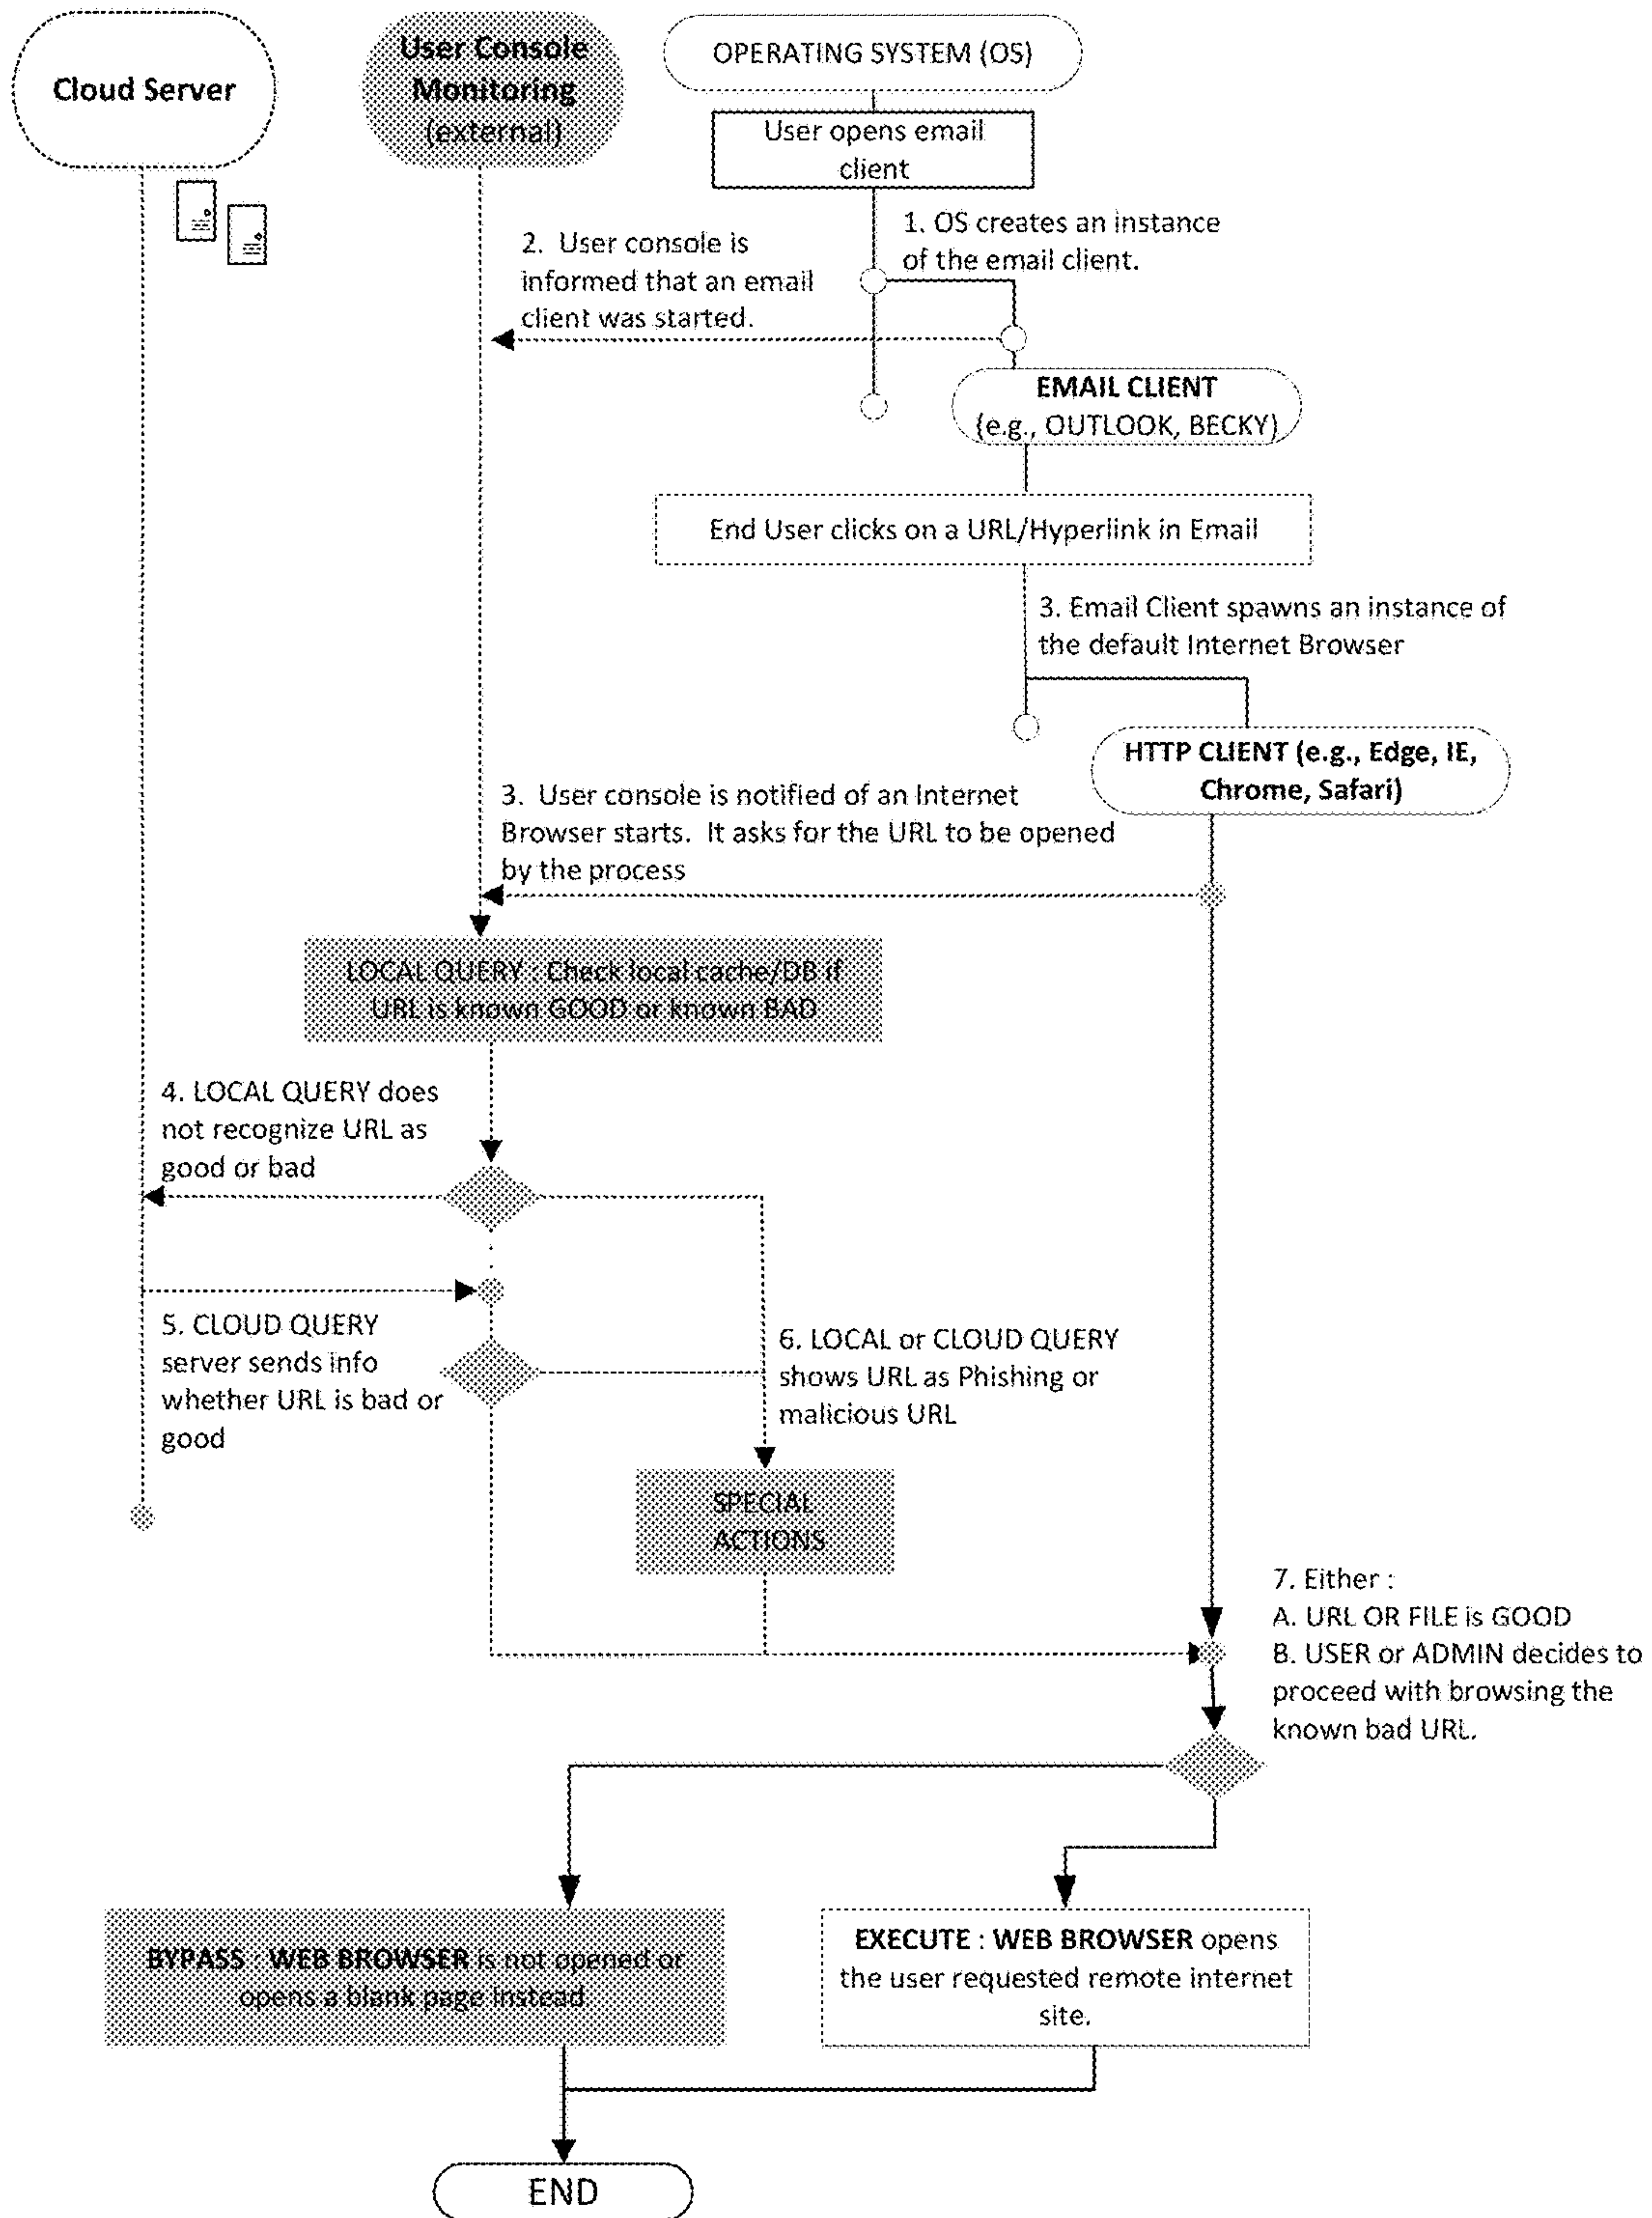 Cloud Server
User Console
Monitoring
(external)
OPERATING SYSTEM (OS)
User opens email
client
1. OS creates an instance
of the email client.
2. User console is
informed that an email
client was started.
EMAIL CLIENT
(e.g., OUTLOOK, BECKY)
End User clicks on a URL/Hyperlink in Email
3. Email Client spawns an instance of
the default Internet Browser
HTTP CLIENT (e.g., Edge, IE,
Chrome, Safari)
3. User console is notified of an Internet
Browser starts. It asks for the URL to be opened
by the process
LOCAL QUERY : Check local cache/DB if
URL is known GOOD or known BAD
4. LOCAL QUERY does
not recognize URL as
good or bad
5. CLOUD QUERY
server sends info
whether URL is bad or
good
6. LOCAL or CLOUD QUERY
shows URL as Phishing or
malicious URL
SPECIAL
ACTIONS
7. Either :
A. URL OR FILE is GOOD
B. USER or ADMIN decides to
proceed with browsing the
known bad URL.
BYPASS : WEB BROWSER is not opened or
opens a blank page instead
EXECUTE : WEB BROWSER opens
the user requested remote internet
site.
END